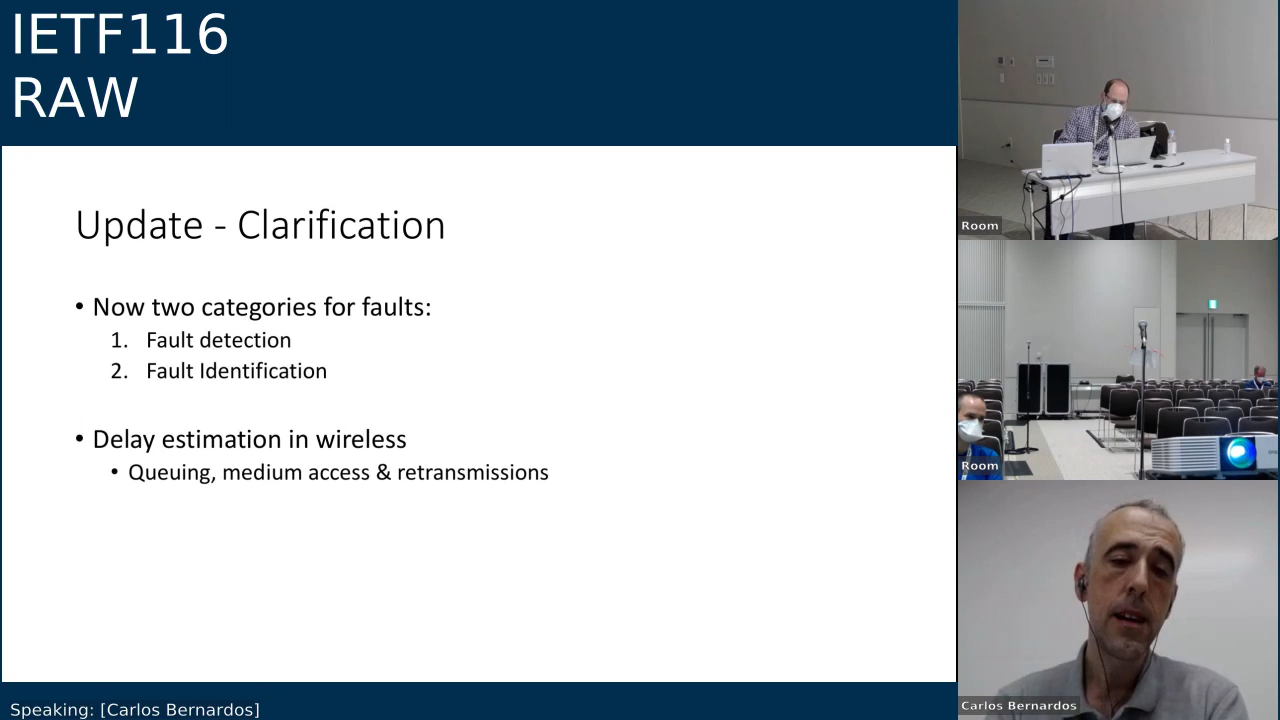 IETF116
RAW
Update - Clarification
• Now two categories for faults:
1. Fault detection
2. Fault Identification
• Delay estimation in wireless
• Queuing, medium access & retransmissions
Speaking: [Carlos Bernardos]
Room
Room
Carlos Bernardos